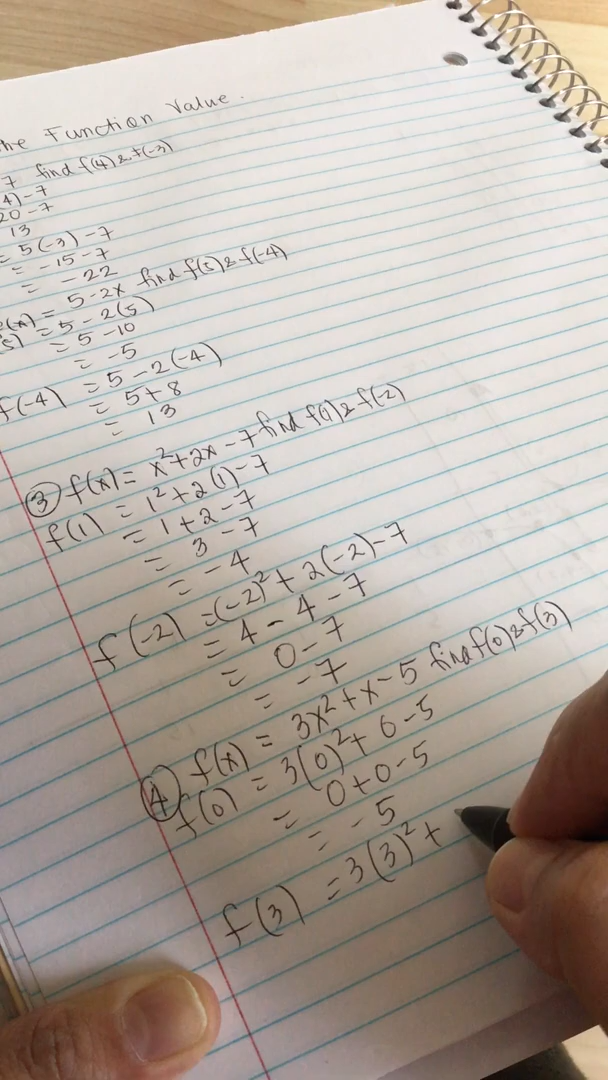 the Function Value.
7 find f(4) & f(-3)
4) - 7
20 - 7
13
= 5(-3) - 7
= -15 - 7
= -22
(x) = 5 - 2x find f(5) & f(-4)
5) = 5 - 2(5)
= 5 - 10
= -5
f(-4) = 5 - 2(-4)
= 5 + 8
= 13
③ f(x) = x² + 2x - 7 find f(1) & f(-2)
f(1) = 1² + 2(1) - 7
= 1 + 2 - 7
= 3 - 7
= -4
f(-2) = (-2)² + 2(-2) - 7
= 4 - 4 - 7
= 0 - 7
= -7
④ f(x) = 3x² + x - 5 find f(0) & f(3)
f(0) = 3(0)² + 0 - 5
= 0 + 0 - 5
= -5
f(3) = 3(3)² +